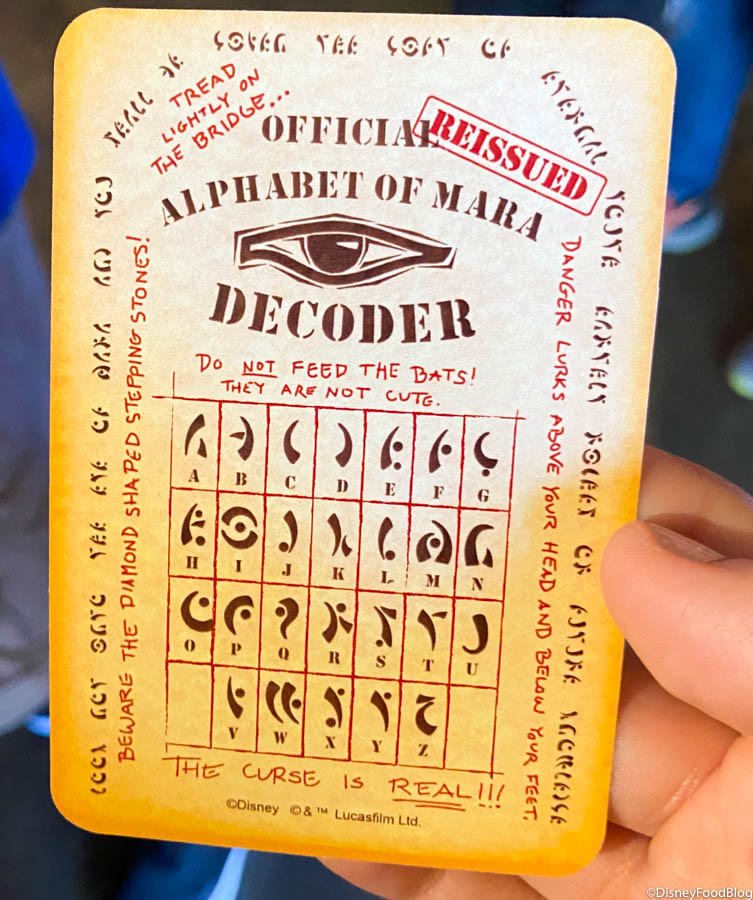 TREAD
LIGHTLY ON
THE BRIDGE...
OFFICIAL
REISSUED
ALPHABET OF MARA
DECODER
DO NOT FEED THE BATS!
THEY ARE NOT CUTE.
A B C D E F G
H I J K L M N
O P Q R S T U
V W X Y Z
BEWARE THE DIAMOND SHAPED STEPPING STONES!
DANGER LURKS ABOVE YOUR HEAD AND BELOW YOUR FEET.
THE CURSE IS REAL!!!
©Disney ©&™ Lucasfilm Ltd.
©DisneyFoodBlog